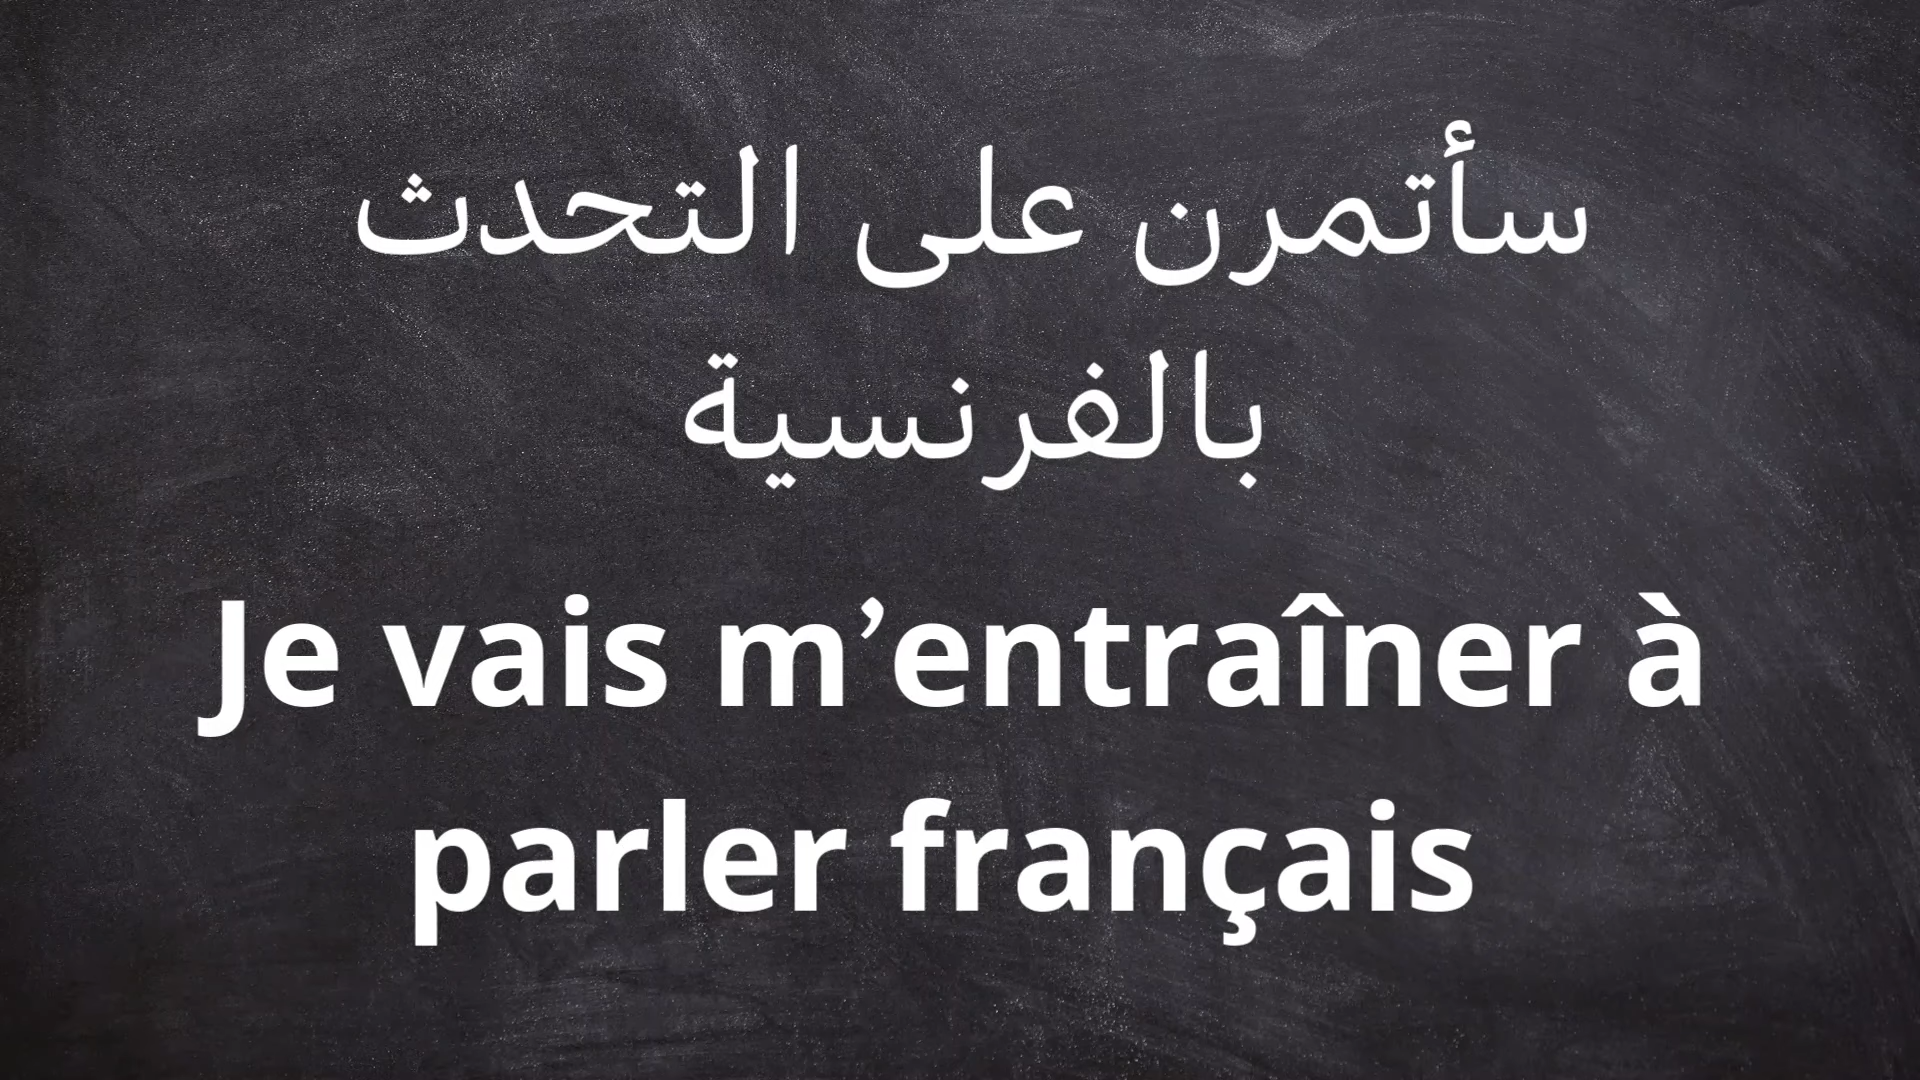 سأتمرن على التحدث
بالفرنسية
Je vais m’entraîner à
parler français